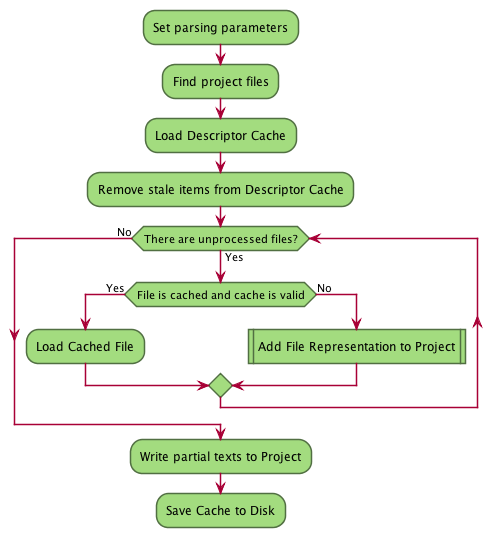 Set parsing parameters
Find project files
Load Descriptor Cache
Remove stale items from Descriptor Cache
No
There are unprocessed files?
Yes
Yes
File is cached and cache is valid
No
Load Cached File
Add File Representation to Project
Write partial texts to Project
Save Cache to Disk